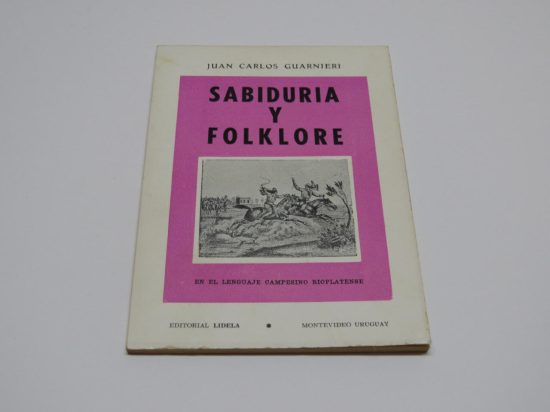 JUAN CARLOS GUARNIERI
SABIDURIA
Y
FOLKLORE
EN EL LENGUAJE CAMPESINO RIOPLATENSE
EDITORIAL LIDELA * MONTEVIDEO URUGUAY